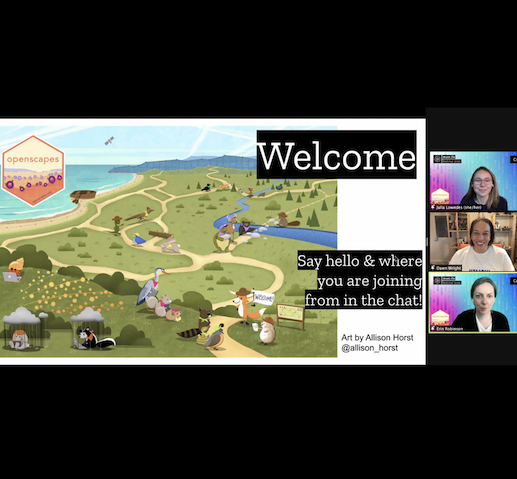 openscapes
Welcome
Say hello & where
you are joining
from in the chat!
WELCOME!
Art by Allison Horst
@allison_horst
Julia Lowndes (she/her)
Dawn Wright
Erin Robinson